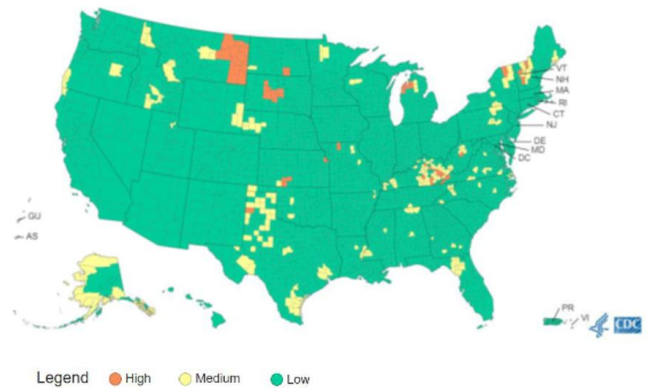 VT
NH
MA
RI
CT
NJ
DE
MD
DC
GU
AS
PR
VI
CDC
Legend High Medium Low